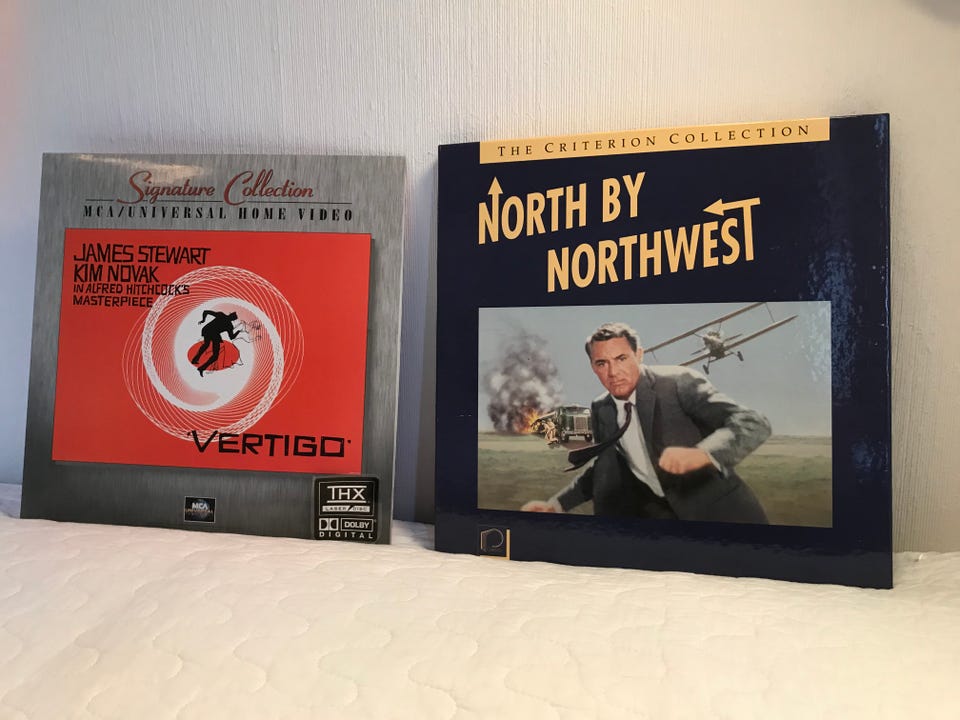 Signature Collection
MCA/UNIVERSAL HOME VIDEO
JAMES STEWART
KIM NOVAK
IN ALFRED HITCHCOCK'S
MASTERPIECE
'VERTIGO'
MCA
THX
LASER DISC
DOLBY
DIGITAL
THE CRITERION COLLECTION
NORTH BY
NORTHWEST